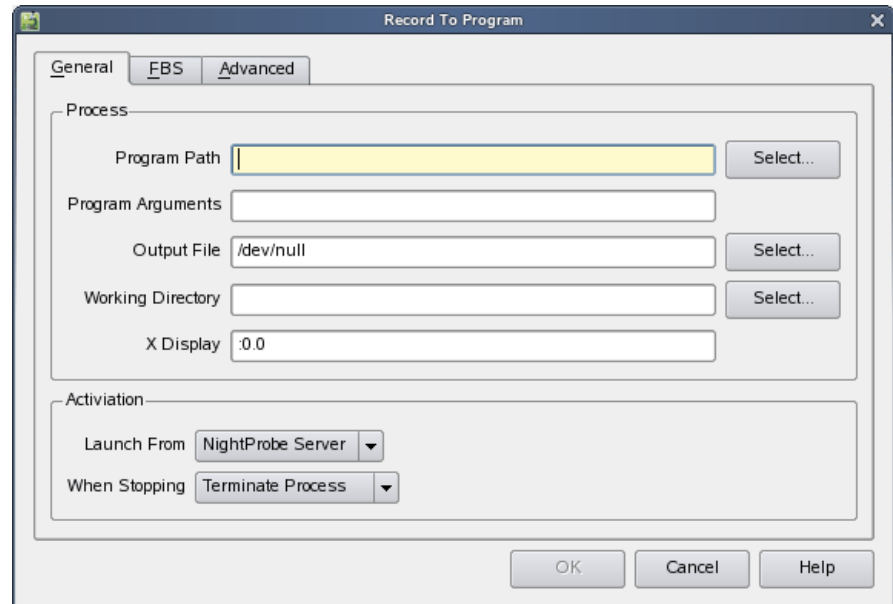 Record To Program
General FBS Advanced
Process
Program Path Select...
Program Arguments
Output File /dev/null Select...
Working Directory Select...
X Display :0.0
Activiation
Launch From NightProbe Server
When Stopping Terminate Process
OK Cancel Help